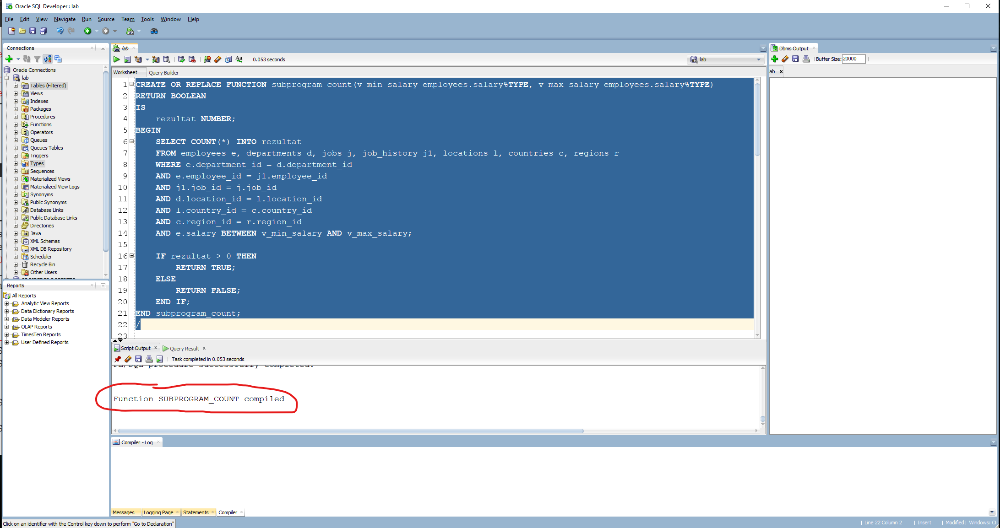 Oracle SQL Developer : lab
File Edit View Navigate Run Source Team Tools Window Help
Connections
Oracle Connections
lab
Tables (Filtered)
Views
Indexes
Packages
Procedures
Functions
Operators
Queues
Queues Tables
Triggers
Types
Sequences
Materialized Views
Materialized View Logs
Synonyms
Public Synonyms
Database Links
Public Database Links
Directories
Java
XML Schemas
XML DB Repository
Scheduler
Recycle Bin
Other Users
Reports
All Reports
Analytic View Reports
Data Dictionary Reports
Data Modeler Reports
OLAP Reports
TimesTen Reports
User Defined Reports
lab
0.053 seconds
lab
Worksheet Query Builder
1 CREATE OR REPLACE FUNCTION subprogram_count(v_min_salary employees.salary%TYPE, v_max_salary employees.salary%TYPE)
2 RETURN BOOLEAN
3 IS
4 rezultat NUMBER;
5 BEGIN
6 SELECT COUNT(*) INTO rezultat
7 FROM employees e, departments d, jobs j, job_history j1, locations l, countries c, regions r
8 WHERE e.department_id = d.department_id
9 AND e.employee_id = j1.employee_id
10 AND j1.job_id = j.job_id
11 AND d.location_id = l.location_id
12 AND l.country_id = c.country_id
13 AND c.region_id = r.region_id
14 AND e.salary BETWEEN v_min_salary AND v_max_salary;
15
16 IF rezultat > 0 THEN
17 RETURN TRUE;
18 ELSE
19 RETURN FALSE;
20 END IF;
21 END subprogram_count;
22 /
23
Script Output Query Result
Task completed in 0.053 seconds
PL/SQL procedure successfully completed.
Function SUBPROGRAM_COUNT compiled
Dbms Output
Buffer Size: 20000
lab
Compiler - Log
Messages Logging Page Statements Compiler
Click on an identifier with the Control key down to perform "Go to Declaration"
Line 22 Column 2 Insert Modified Windows: CF